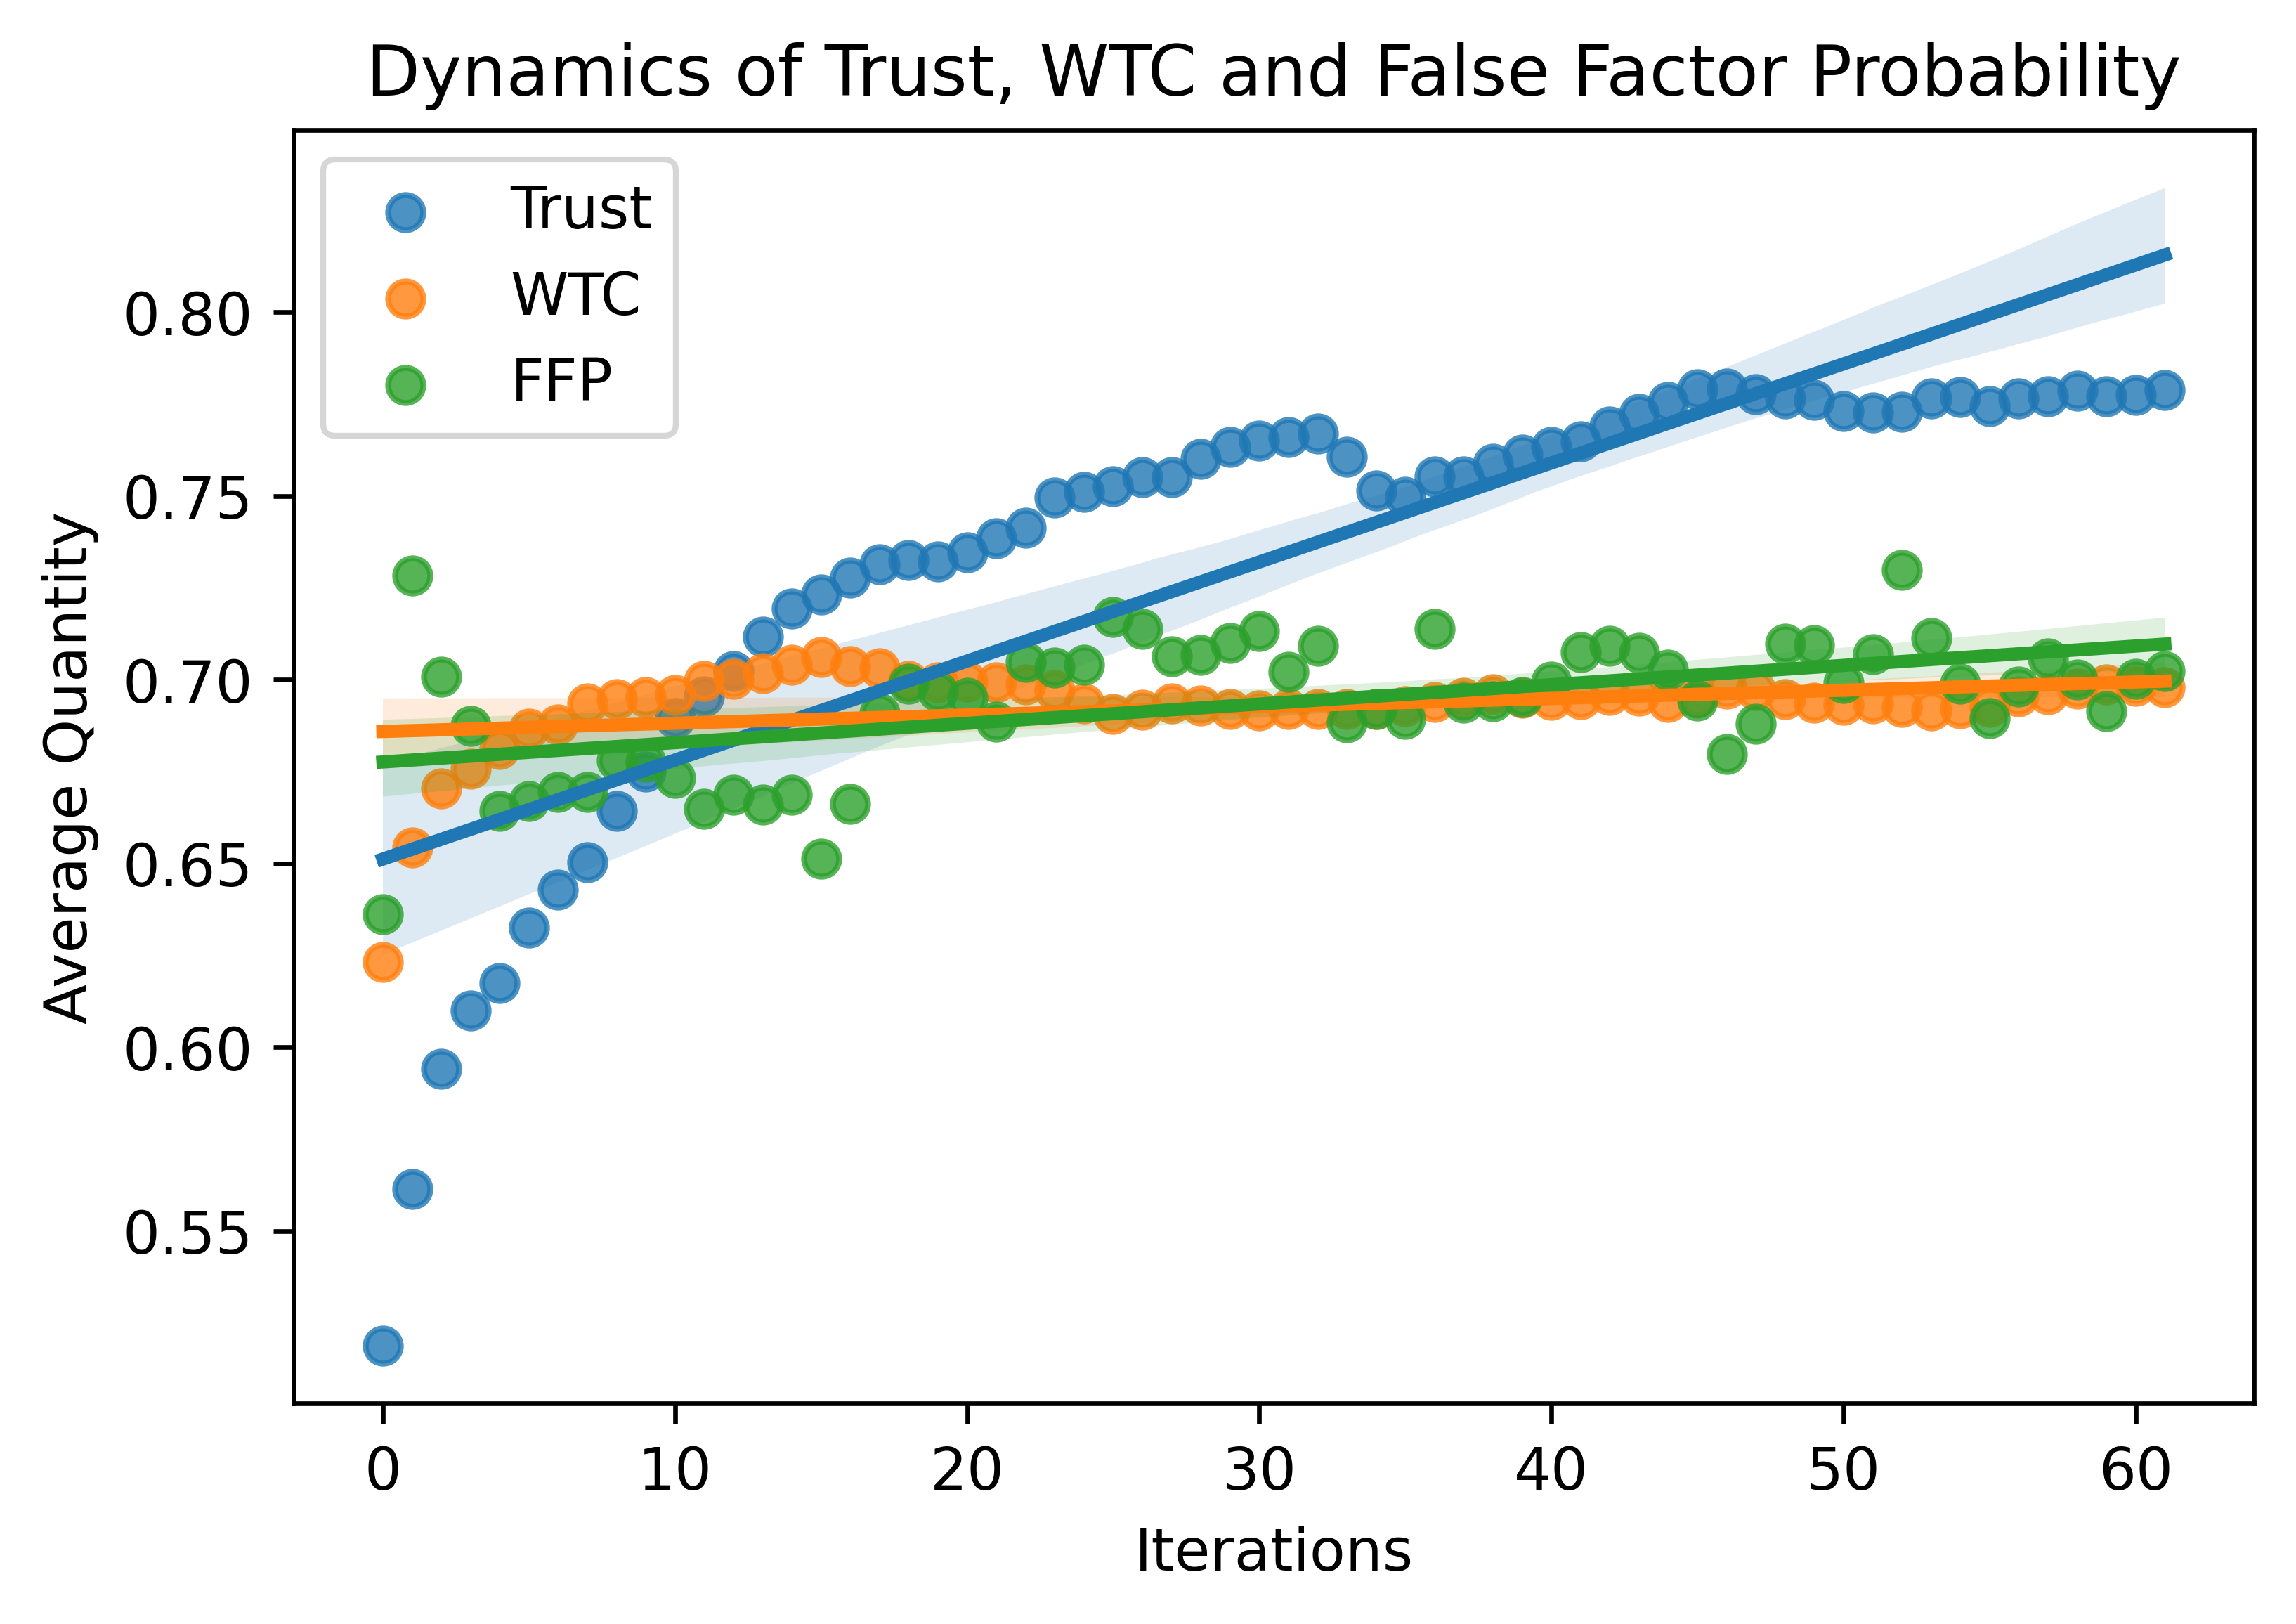 Dynamics of Trust, WTC and False Factor Probability
Trust
WTC
FFP
Average Quantity
0.80
0.75
0.70
0.65
0.60
0.55
0 10 20 30 40 50 60
Iterations